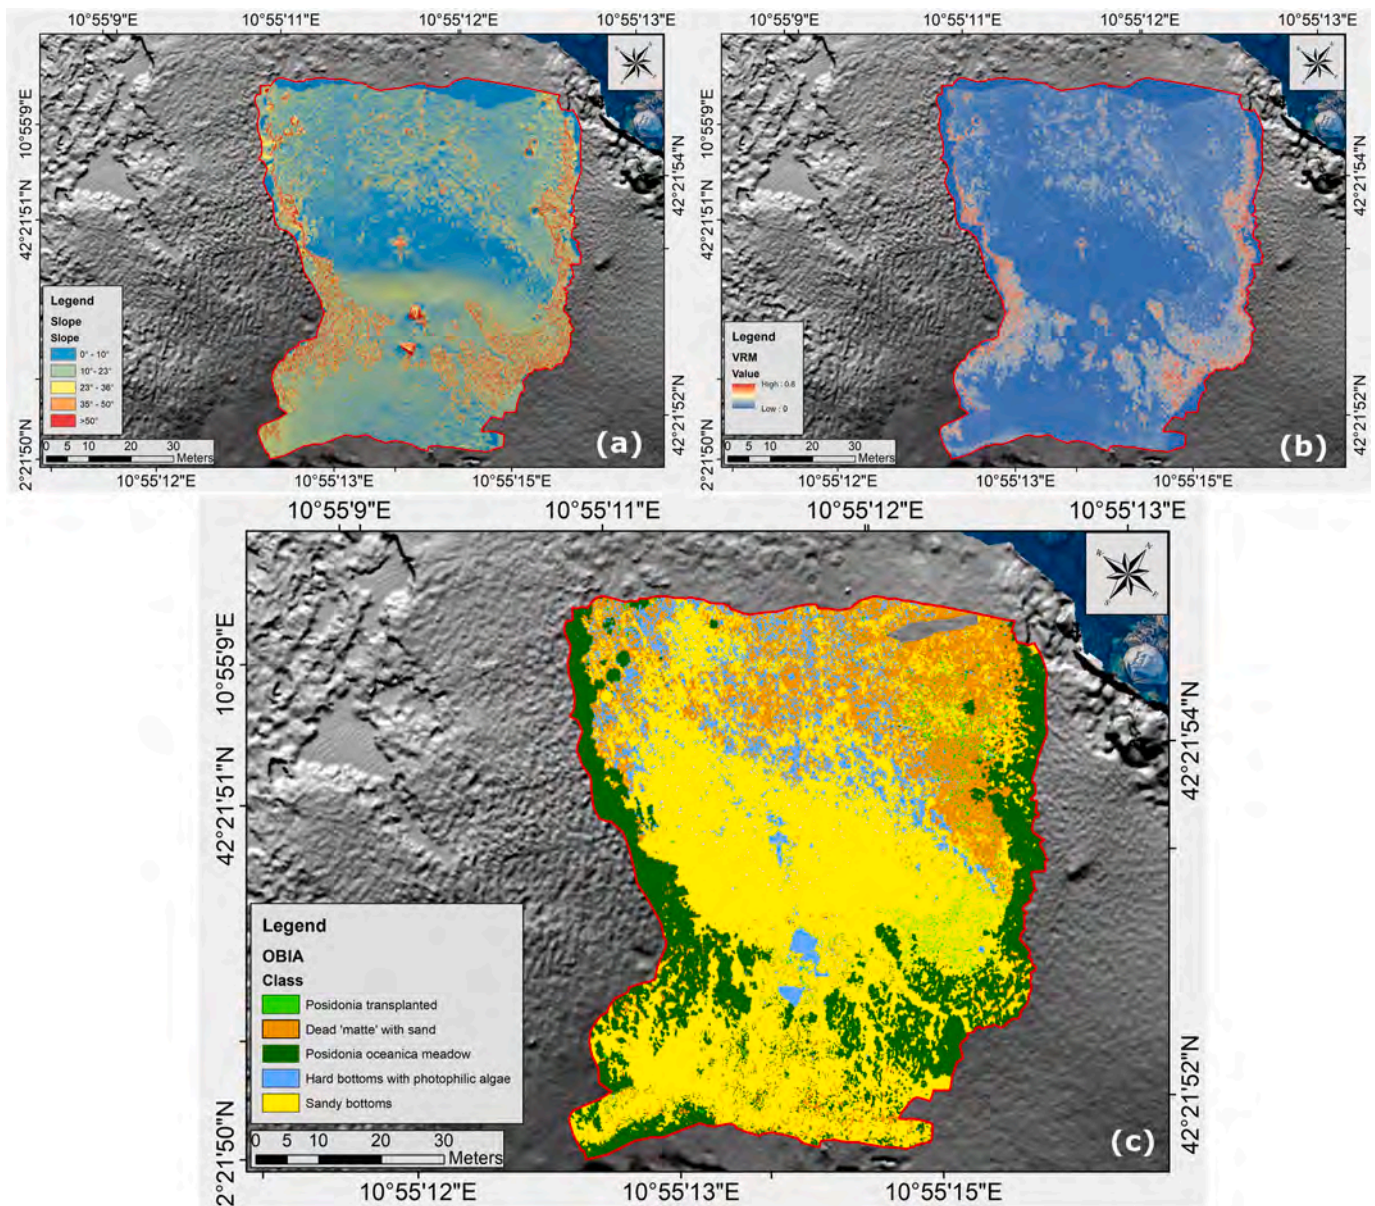 10°55'9"E 10°55'11"E 10°55'12"E 10°55'13"E
10°55'9"E
42°21'51"N
2°21'50"N
42°21'54"N
42°21'52"N
Legend
Slope
Slope
0° - 10°
10°- 23°
23° - 36°
35° - 50°
>50°
0 5 10 20 30
Meters
(a)
10°55'12"E 10°55'13"E 10°55'15"E
10°55'9"E 10°55'11"E 10°55'12"E 10°55'13"E
10°55'9"E
42°21'51"N
2°21'50"N
42°21'54"N
42°21'52"N
Legend
VRM
Value
High : 0.6
Low : 0
0 5 10 20 30
Meters
(b)
10°55'12"E 10°55'13"E 10°55'15"E
10°55'9"E 10°55'11"E 10°55'12"E 10°55'13"E
10°55'9"E
42°21'51"N
2°21'50"N
42°21'54"N
42°21'52"N
Legend
OBIA
Class
Posidonia transplanted
Dead 'matte' with sand
Posidonia oceanica meadow
Hard bottoms with photophilic algae
Sandy bottoms
0 5 10 20 30
Meters
(c)
10°55'12"E 10°55'13"E 10°55'15"E